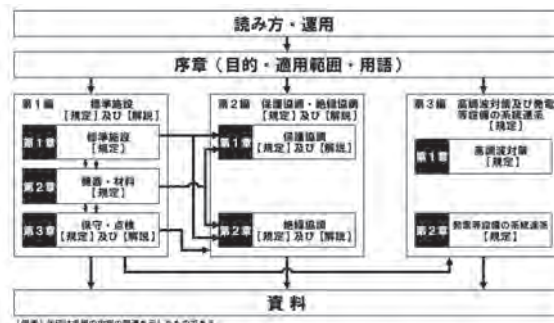 読み方・運用
序章（目的・適用範囲・用語）
第1編 標準施設
［規定］及び【解説】
第1章 標準施設
［規定］
第2章 機器・材料
［規定］
第3章 保守・点検
［規定］及び【解説】
第2編 保護協調・絶縁協調
［規定］及び【解説】
第1章 保護協調
［規定］及び【解説】
第2章 絶縁協調
［規定］及び【解説】
第3編 高調波対策及び発電
等設備の系統連系
［規定］
第1章 高調波対策
［規定］
第2章 発電等設備の系統連系
［規定］
資料